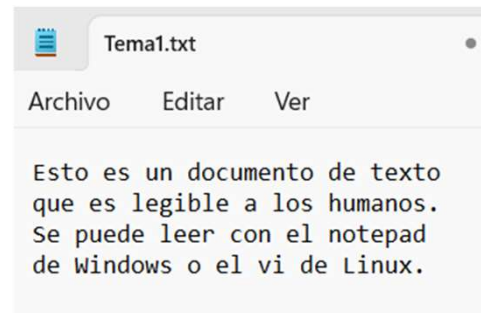 Tema1.txt
Archivo Editar Ver
Esto es un documento de texto
que es legible a los humanos.
Se puede leer con el notepad
de Windows o el vi de Linux.